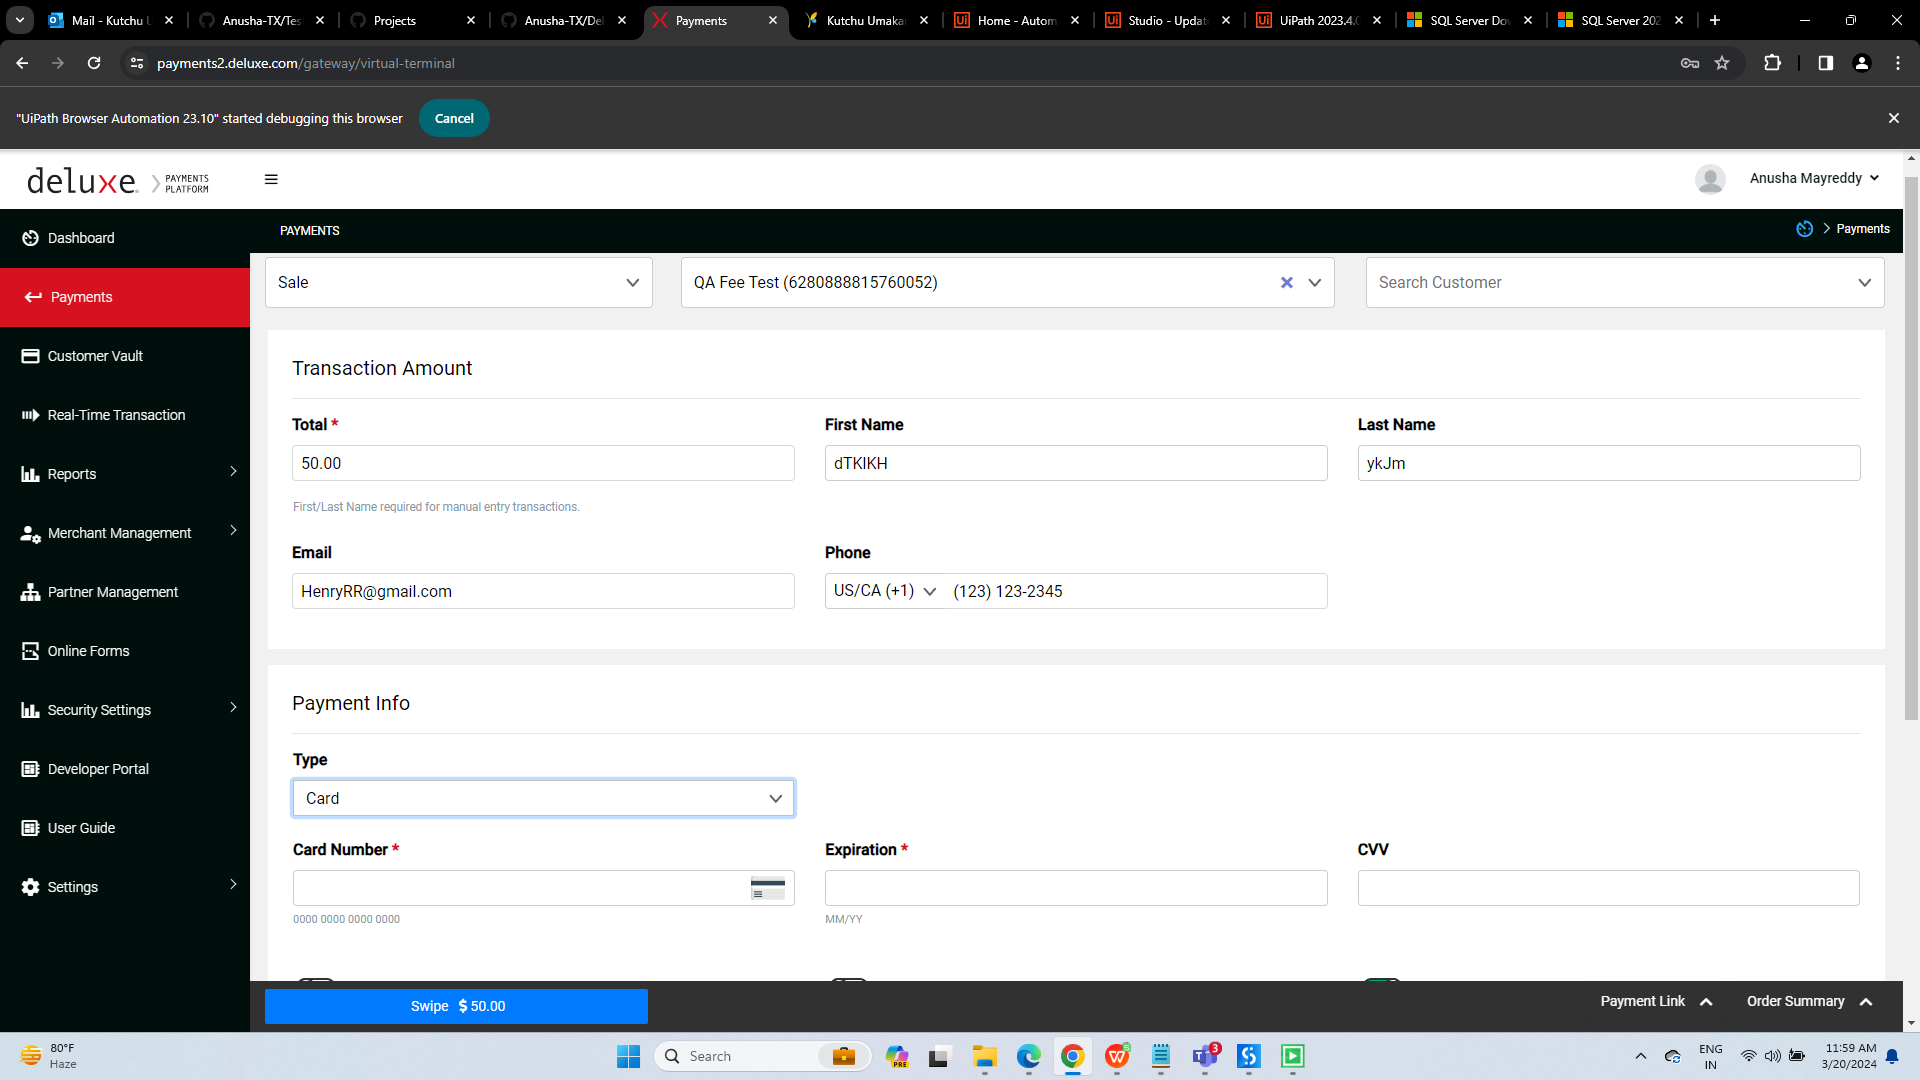 Mail - Kutchu U
Anusha-TX/Tes
Projects
Anusha-TX/Del
Payments
Kutchu Umakan
Home - Autom
Studio - Updat
UiPath 2023.4.0
SQL Server Dow
SQL Server 202
payments2.deluxe.com/gateway/virtual-terminal
"UiPath Browser Automation 23.10" started debugging this browser
Cancel
deluxe. PAYMENTS PLATFORM
Anusha Mayreddy
Dashboard
Payments
Customer Vault
Real-Time Transaction
Reports
Merchant Management
Partner Management
Online Forms
Security Settings
Developer Portal
User Guide
Settings
PAYMENTS
Payments
Sale
QA Fee Test (6280888815760052)
Search Customer
Transaction Amount
Total *
First Name
Last Name
50.00
dTKIKH
ykJm
First/Last Name required for manual entry transactions.
Email
Phone
HenryRR@gmail.com
US/CA (+1)
(123) 123-2345
Payment Info
Type
Card
Card Number *
Expiration *
CVV
0000 0000 0000 0000
MM/YY
Swipe $ 50.00
Payment Link
Order Summary
80°F
Haze
Search
PRE
3
ENG
IN
11:59 AM
3/20/2024